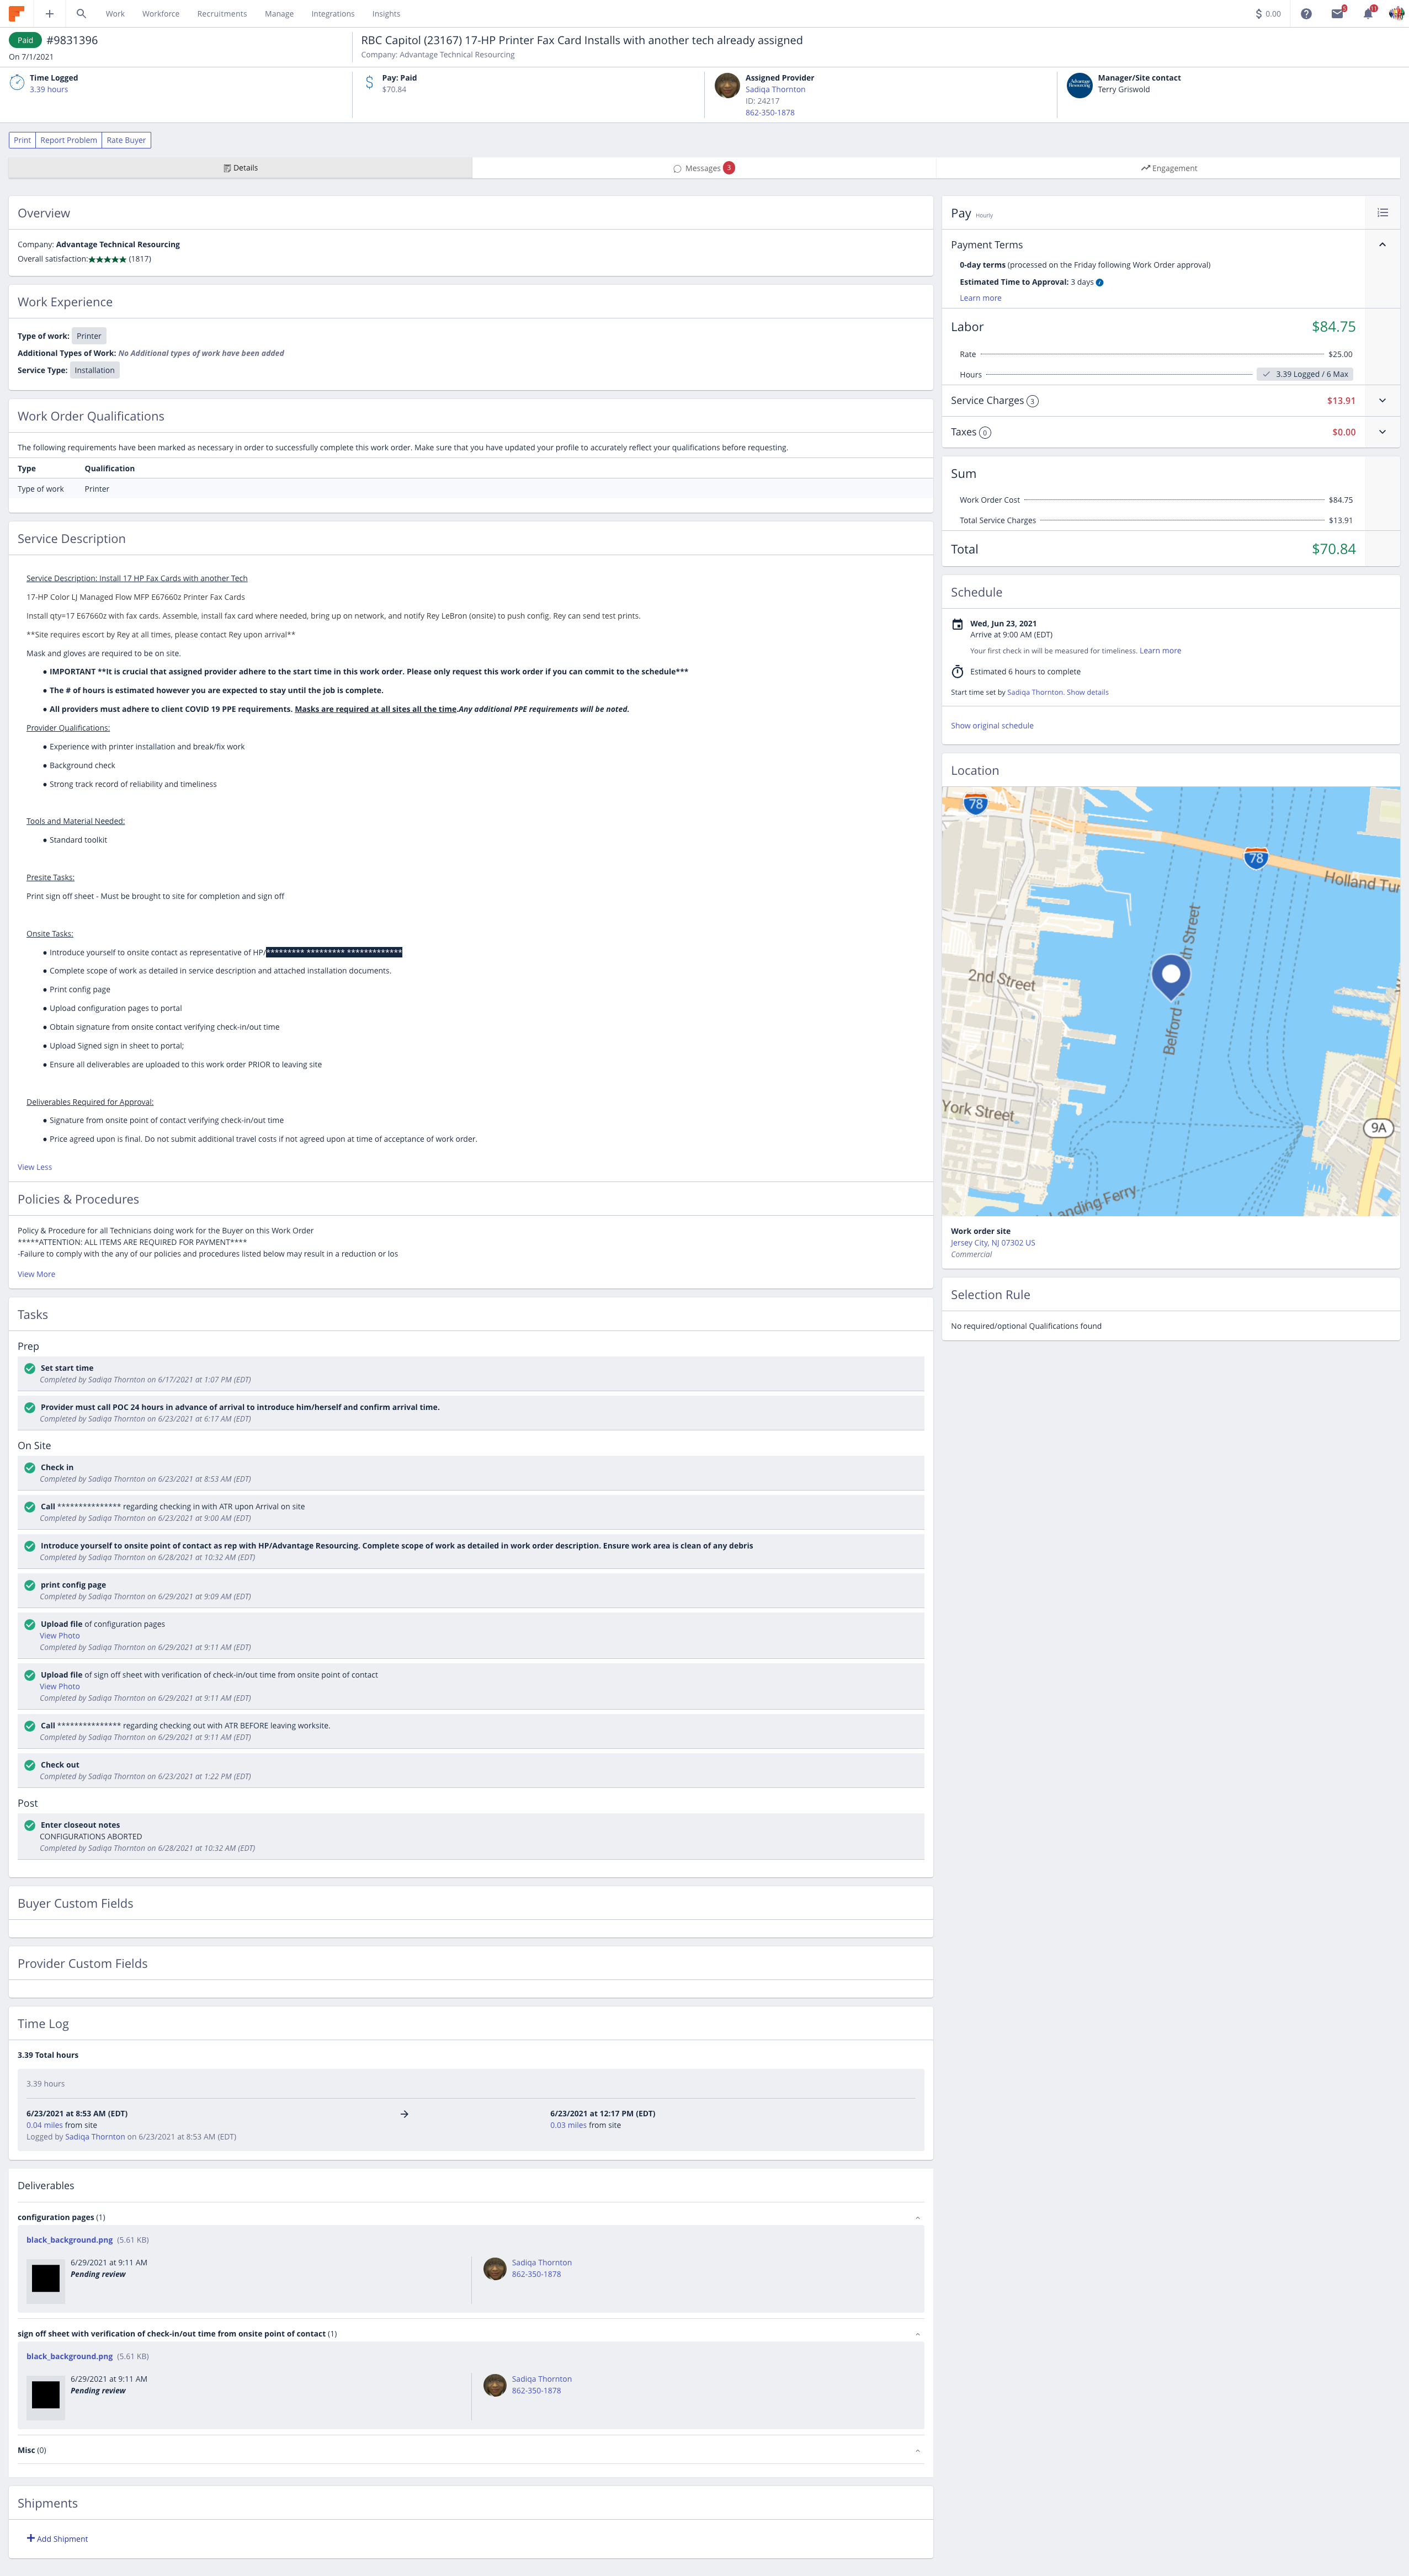 Work Workforce Recruitments Manage Integrations Insights
$ 0.00
5
11
Paid #9831396
On 7/1/2021
RBC Capitol (23167) 17-HP Printer Fax Card Installs with another tech already assigned
Company: Advantage Technical Resourcing
Time Logged
3.39 hours
Pay: Paid
$70.84
Assigned Provider
Sadiqa Thornton
ID: 24217
862-350-1878
Manager/Site contact
Terry Griswold
Print Report Problem Rate Buyer
Details
Messages 3
Engagement
Overview
Company: Advantage Technical Resourcing
Overall satisfaction:★★★★★ (1817)
Work Experience
Type of work: Printer
Additional Types of Work: No Additional types of work have been added
Service Type: Installation
Work Order Qualifications
The following requirements have been marked as necessary in order to successfully complete this work order. Make sure that you have updated your profile to accurately reflect your qualifications before requesting.
Type Qualification
Type of work Printer
Service Description
Service Description: Install 17 HP Fax Cards with another Tech
17-HP Color LJ Managed Flow MFP E67660z Printer Fax Cards
Install qty=17 E67660z with fax cards. Assemble, install fax card where needed, bring up on network, and notify Rey LeBron (onsite) to push config. Rey can send test prints.
**Site requires escort by Rey at all times, please contact Rey upon arrival**
Mask and gloves are required to be on site.
● IMPORTANT **It is crucial that assigned provider adhere to the start time in this work order. Please only request this work order if you can commit to the schedule***
● The # of hours is estimated however you are expected to stay until the job is complete.
● All providers must adhere to client COVID 19 PPE requirements. Masks are required at all sites all the time.Any additional PPE requirements will be noted.
Provider Qualifications:
● Experience with printer installation and break/fix work
● Background check
● Strong track record of reliability and timeliness
Tools and Material Needed:
● Standard toolkit
Presite Tasks:
Print sign off sheet - Must be brought to site for completion and sign off
Onsite Tasks:
● Introduce yourself to onsite contact as representative of HP/********* ********* *************
● Complete scope of work as detailed in service description and attached installation documents.
● Print config page
● Upload configuration pages to portal
● Obtain signature from onsite contact verifying check-in/out time
● Upload Signed sign in sheet to portal;
● Ensure all deliverables are uploaded to this work order PRIOR to leaving site
Deliverables Required for Approval:
● Signature from onsite point of contact verifying check-in/out time
● Price agreed upon is final. Do not submit additional travel costs if not agreed upon at time of acceptance of work order.
View Less
Policies & Procedures
Policy & Procedure for all Technicians doing work for the Buyer on this Work Order
*****ATTENTION: ALL ITEMS ARE REQUIRED FOR PAYMENT****
-Failure to comply with the any of our policies and procedures listed below may result in a reduction or los
View More
Tasks
Prep
Set start time
Completed by Sadiqa Thornton on 6/17/2021 at 1:07 PM (EDT)
Provider must call POC 24 hours in advance of arrival to introduce him/herself and confirm arrival time.
Completed by Sadiqa Thornton on 6/23/2021 at 6:17 AM (EDT)
On Site
Check in
Completed by Sadiqa Thornton on 6/23/2021 at 8:53 AM (EDT)
Call *************** regarding checking in with ATR upon Arrival on site
Completed by Sadiqa Thornton on 6/23/2021 at 9:00 AM (EDT)
Introduce yourself to onsite point of contact as rep with HP/Advantage Resourcing. Complete scope of work as detailed in work order description. Ensure work area is clean of any debris
Completed by Sadiqa Thornton on 6/28/2021 at 10:32 AM (EDT)
print config page
Completed by Sadiqa Thornton on 6/29/2021 at 9:09 AM (EDT)
Upload file of configuration pages
View Photo
Completed by Sadiqa Thornton on 6/29/2021 at 9:11 AM (EDT)
Upload file of sign off sheet with verification of check-in/out time from onsite point of contact
View Photo
Completed by Sadiqa Thornton on 6/29/2021 at 9:11 AM (EDT)
Call *************** regarding checking out with ATR BEFORE leaving worksite.
Completed by Sadiqa Thornton on 6/29/2021 at 9:11 AM (EDT)
Check out
Completed by Sadiqa Thornton on 6/23/2021 at 1:22 PM (EDT)
Post
Enter closeout notes
CONFIGURATIONS ABORTED
Completed by Sadiqa Thornton on 6/28/2021 at 10:32 AM (EDT)
Buyer Custom Fields
Provider Custom Fields
Time Log
3.39 Total hours
3.39 hours
6/23/2021 at 8:53 AM (EDT)
0.04 miles from site
Logged by Sadiqa Thornton on 6/23/2021 at 8:53 AM (EDT)
6/23/2021 at 12:17 PM (EDT)
0.03 miles from site
Deliverables
configuration pages (1)
black_background.png (5.61 KB)
6/29/2021 at 9:11 AM
Pending review
Sadiqa Thornton
862-350-1878
sign off sheet with verification of check-in/out time from onsite point of contact (1)
black_background.png (5.61 KB)
6/29/2021 at 9:11 AM
Pending review
Sadiqa Thornton
862-350-1878
Misc (0)
Shipments
+ Add Shipment
Pay Hourly
Payment Terms
0-day terms (processed on the Friday following Work Order approval)
Estimated Time to Approval: 3 days
Learn more
Labor $84.75
Rate $25.00
Hours 3.39 Logged / 6 Max
Service Charges 3 $13.91
Taxes 0 $0.00
Sum
Work Order Cost $84.75
Total Service Charges $13.91
Total $70.84
Schedule
Wed, Jun 23, 2021
Arrive at 9:00 AM (EDT)
Your first check in will be measured for timeliness. Learn more
Estimated 6 hours to complete
Start time set by Sadiqa Thornton. Show details
Show original schedule
Location
78
78
Holland Tun
2nd Street
Belford
th Street
York Street
9A
Landing Ferry
Work order site
Jersey City, NJ 07302 US
Commercial
Selection Rule
No required/optional Qualifications found